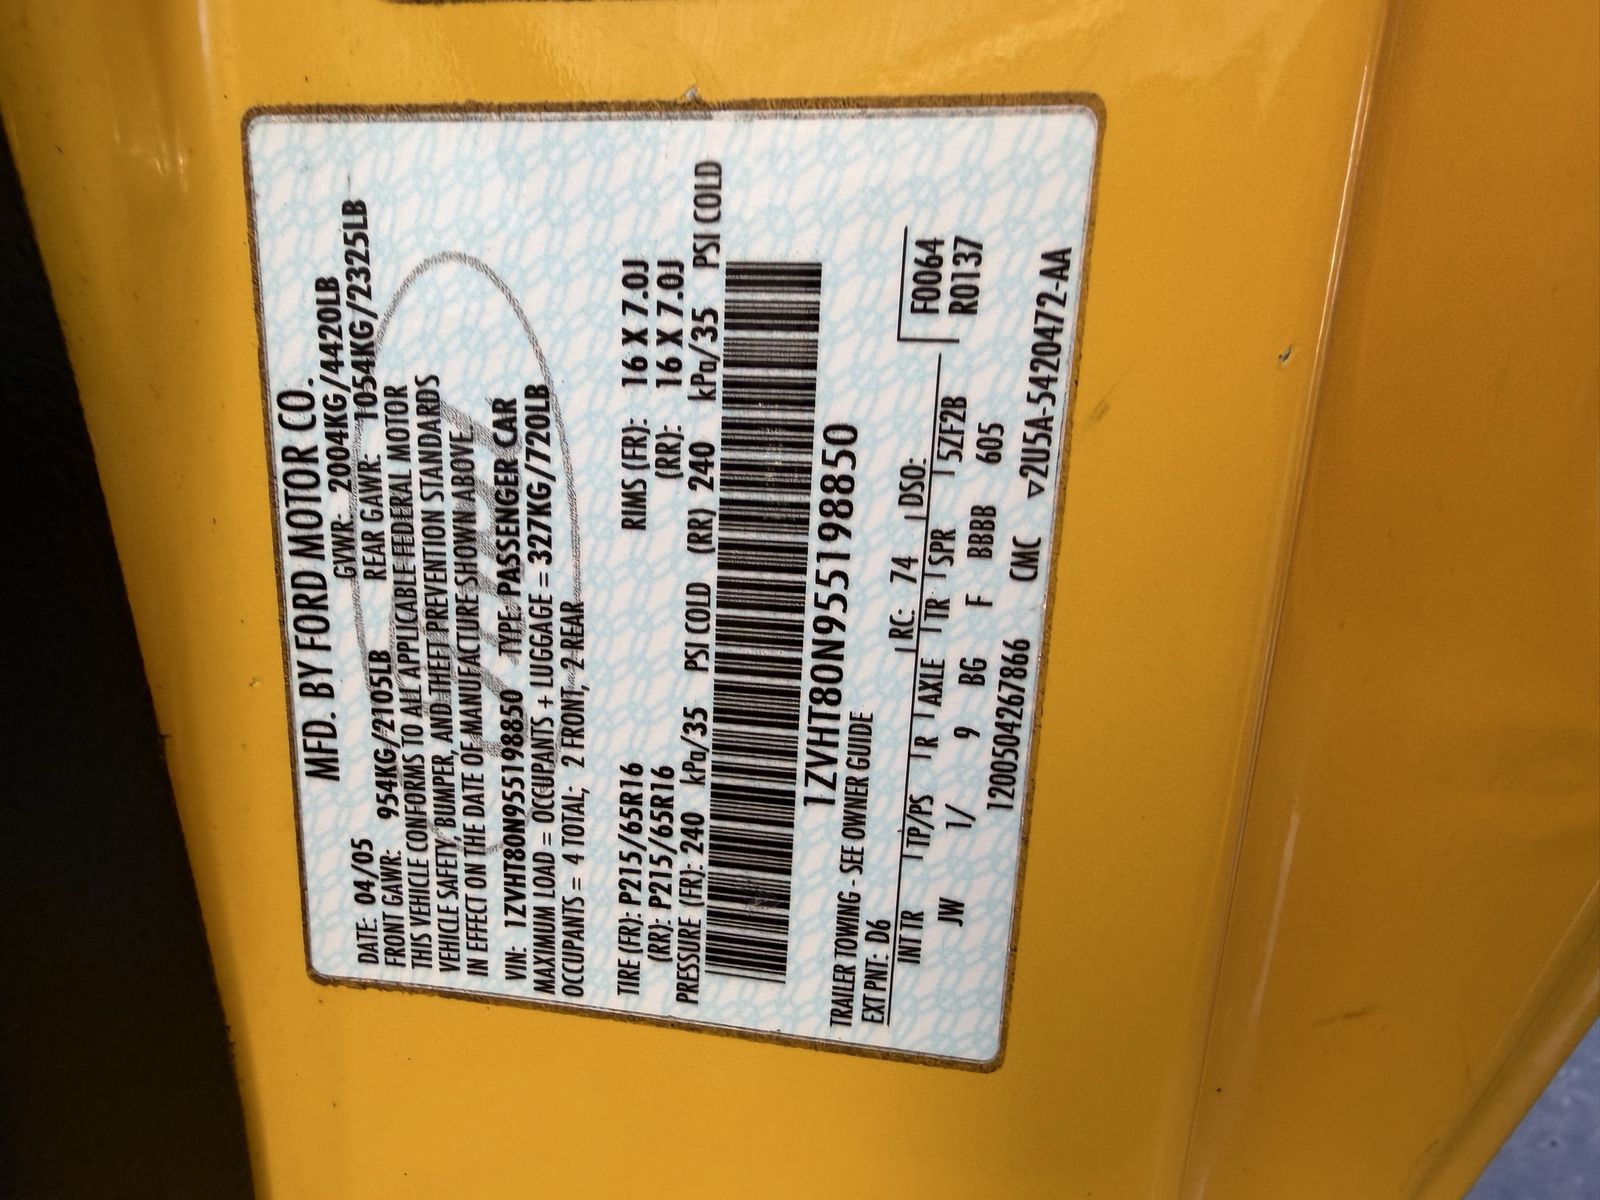 MFD. BY FORD MOTOR CO.
DATE: 04/05 GVWR: 2004KG/4420LB
FRONT GAWR: 954KG/2105LB REAR GAWR: 1054KG/2325LB
THIS VEHICLE CONFORMS TO ALL APPLICABLE FEDERAL MOTOR
VEHICLE SAFETY, BUMPER, AND THEFT PREVENTION STANDARDS
IN EFFECT ON THE DATE OF MANUFACTURE SHOWN ABOVE.
VIN: 1ZVHT80N955198850 TYPE: PASSENGER CAR
MAXIMUM LOAD = OCCUPANTS + LUGGAGE = 327KG/720LB
OCCUPANTS = 4 TOTAL; 2 FRONT, 2 REAR
TIRE (FR): P215/65R16 RIMS (FR): 16 X 7.0J
(RR): P215/65R16 (RR): 16 X 7.0J
PRESSURE (FR): 240 kPa/35 PSI COLD (RR) 240 kPa/35 PSI COLD
1ZVHT80N955198850
TRAILER TOWING - SEE OWNER GUIDE
EXT PNT: D6 RC: 74 DSO: F0064
INT TR TP/PS R AXLE TR SPR 5ZF2B R0137
JW 1/ 9 BG F BBBB 605
1200504267866 CMC ▽2U5A-5420472-AA